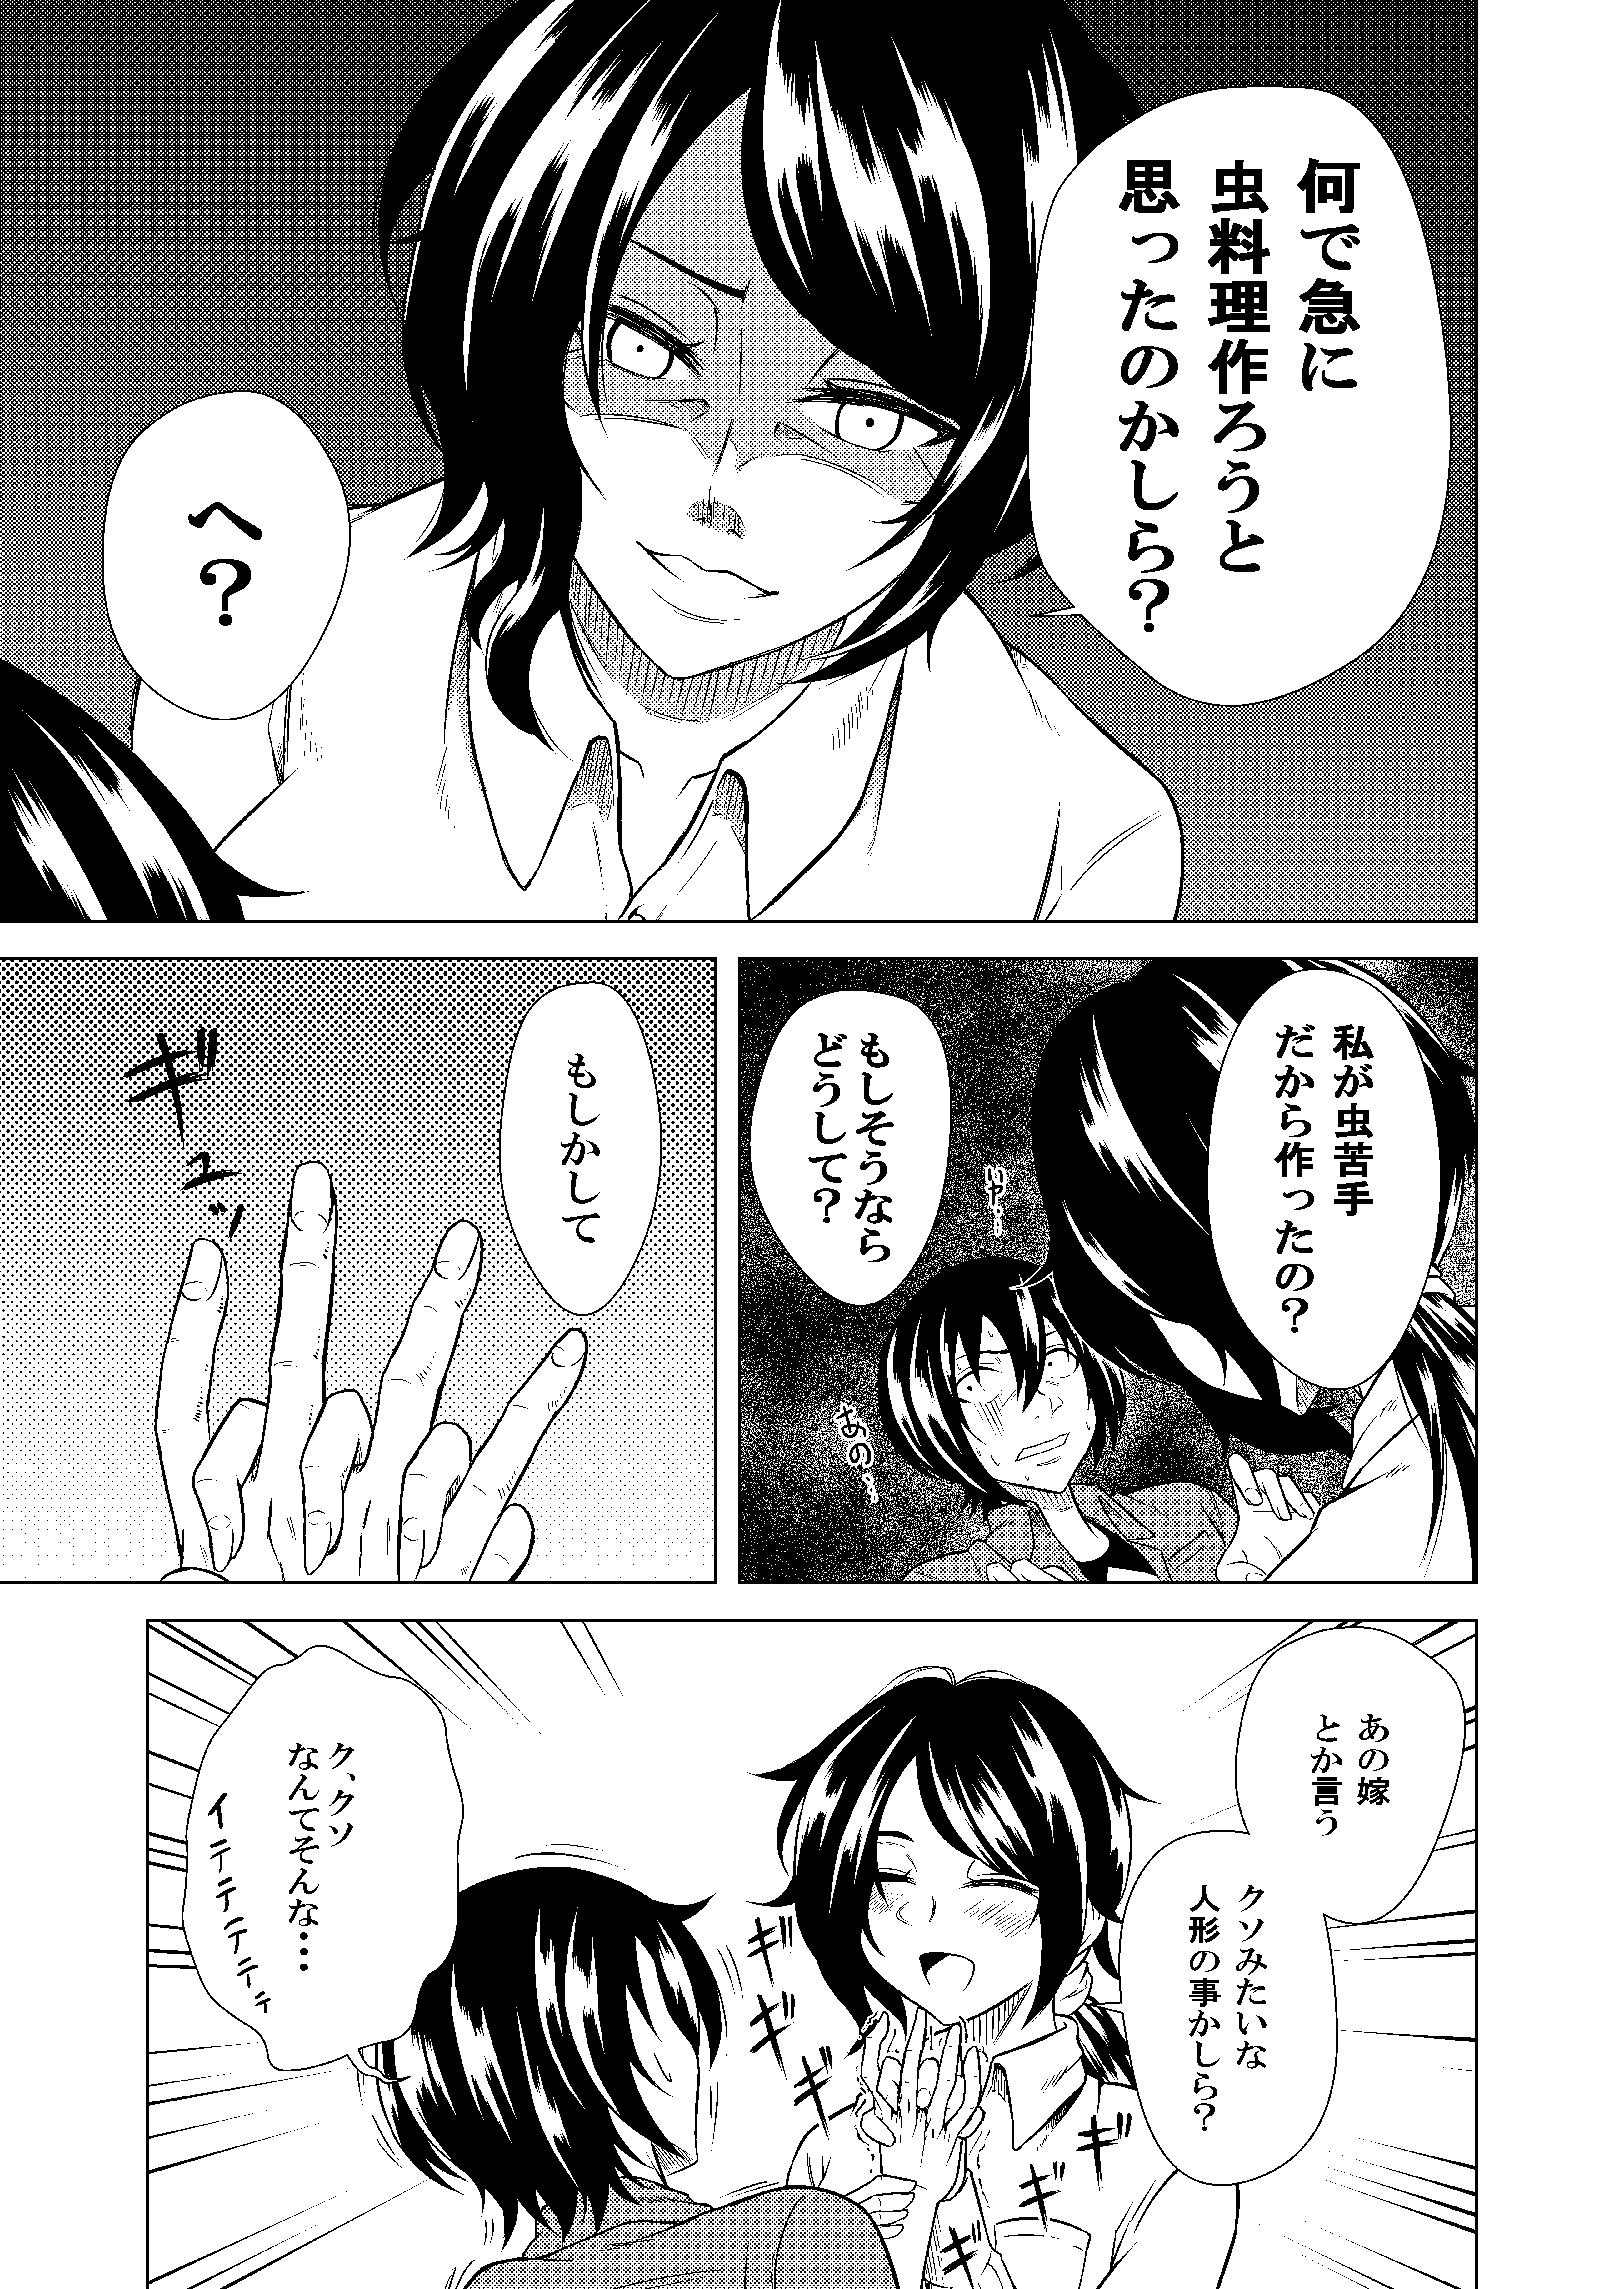 何で急に
虫料理作ろうと
思ったのかしら?
へ?
私が虫苦手
だから作ったの?
もしそうなら
どうして?
いや…
あの…
もしかして
ギュッ
あの嫁
とか言う
クソみたいな
人形の事かしら?
ギギギ
ギギギギ
ク、クソ
なんてそんな…
イテテテテテテ